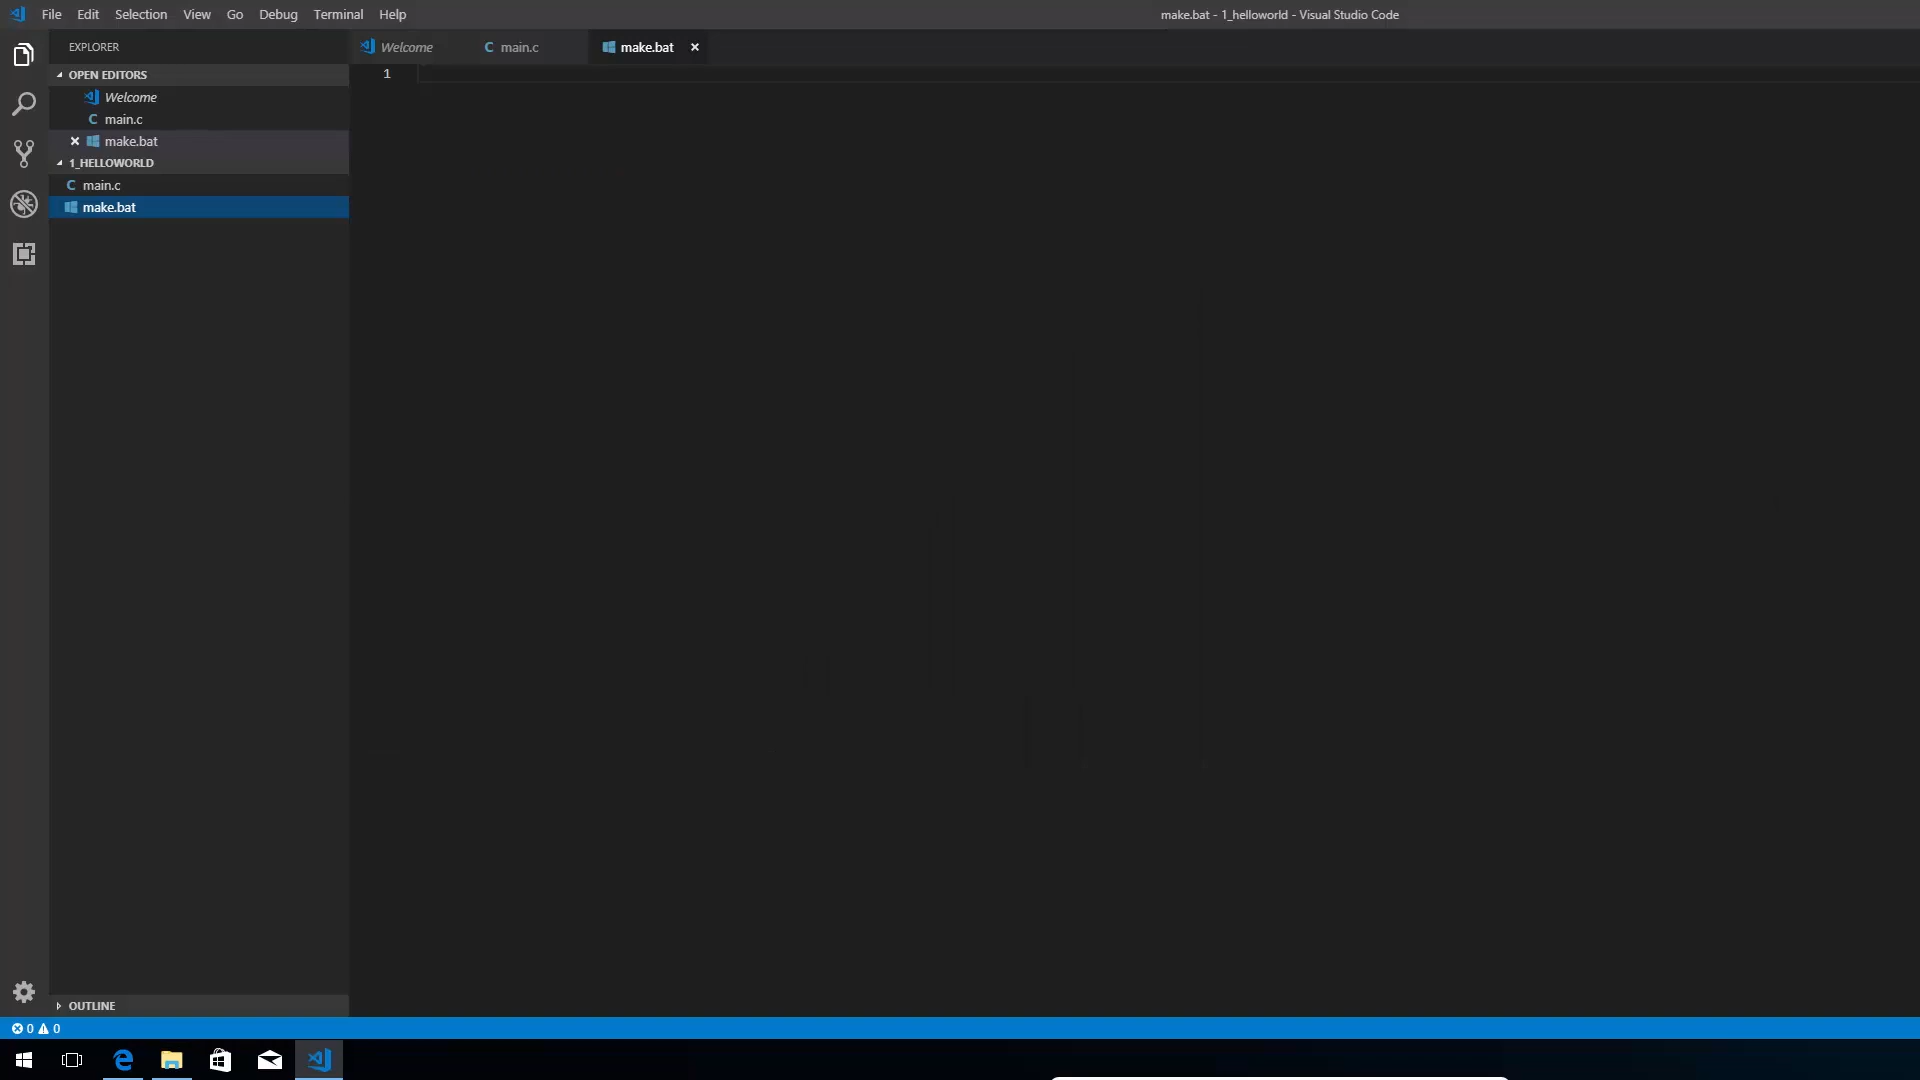 File Edit Selection View Go Debug Terminal Help
make.bat - 1_helloworld - Visual Studio Code
EXPLORER
OPEN EDITORS
Welcome
main.c
make.bat
1_HELLOWORLD
main.c
make.bat
OUTLINE
Welcome
main.c
make.bat
1
0 0